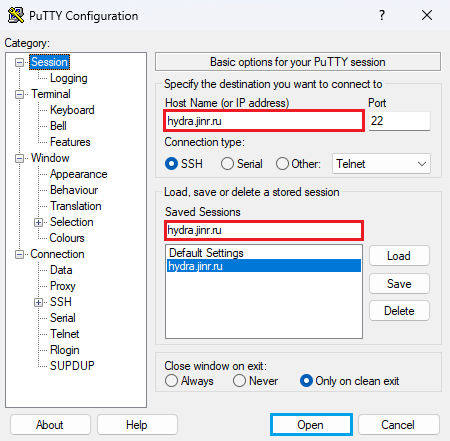 PuTTY Configuration
?
Category:
Session
Logging
Terminal
Keyboard
Bell
Features
Window
Appearance
Behaviour
Translation
Selection
Colours
Connection
Data
Proxy
SSH
Serial
Telnet
Rlogin
SUPDUP
Basic options for your PuTTY session
Specify the destination you want to connect to
Host Name (or IP address) Port
hydra.jinr.ru 22
Connection type:
SSH Serial Other: Telnet
Load, save or delete a stored session
Saved Sessions
hydra.jinr.ru
Default Settings
hydra.jinr.ru
Load
Save
Delete
Close window on exit:
Always Never Only on clean exit
About Help Open Cancel